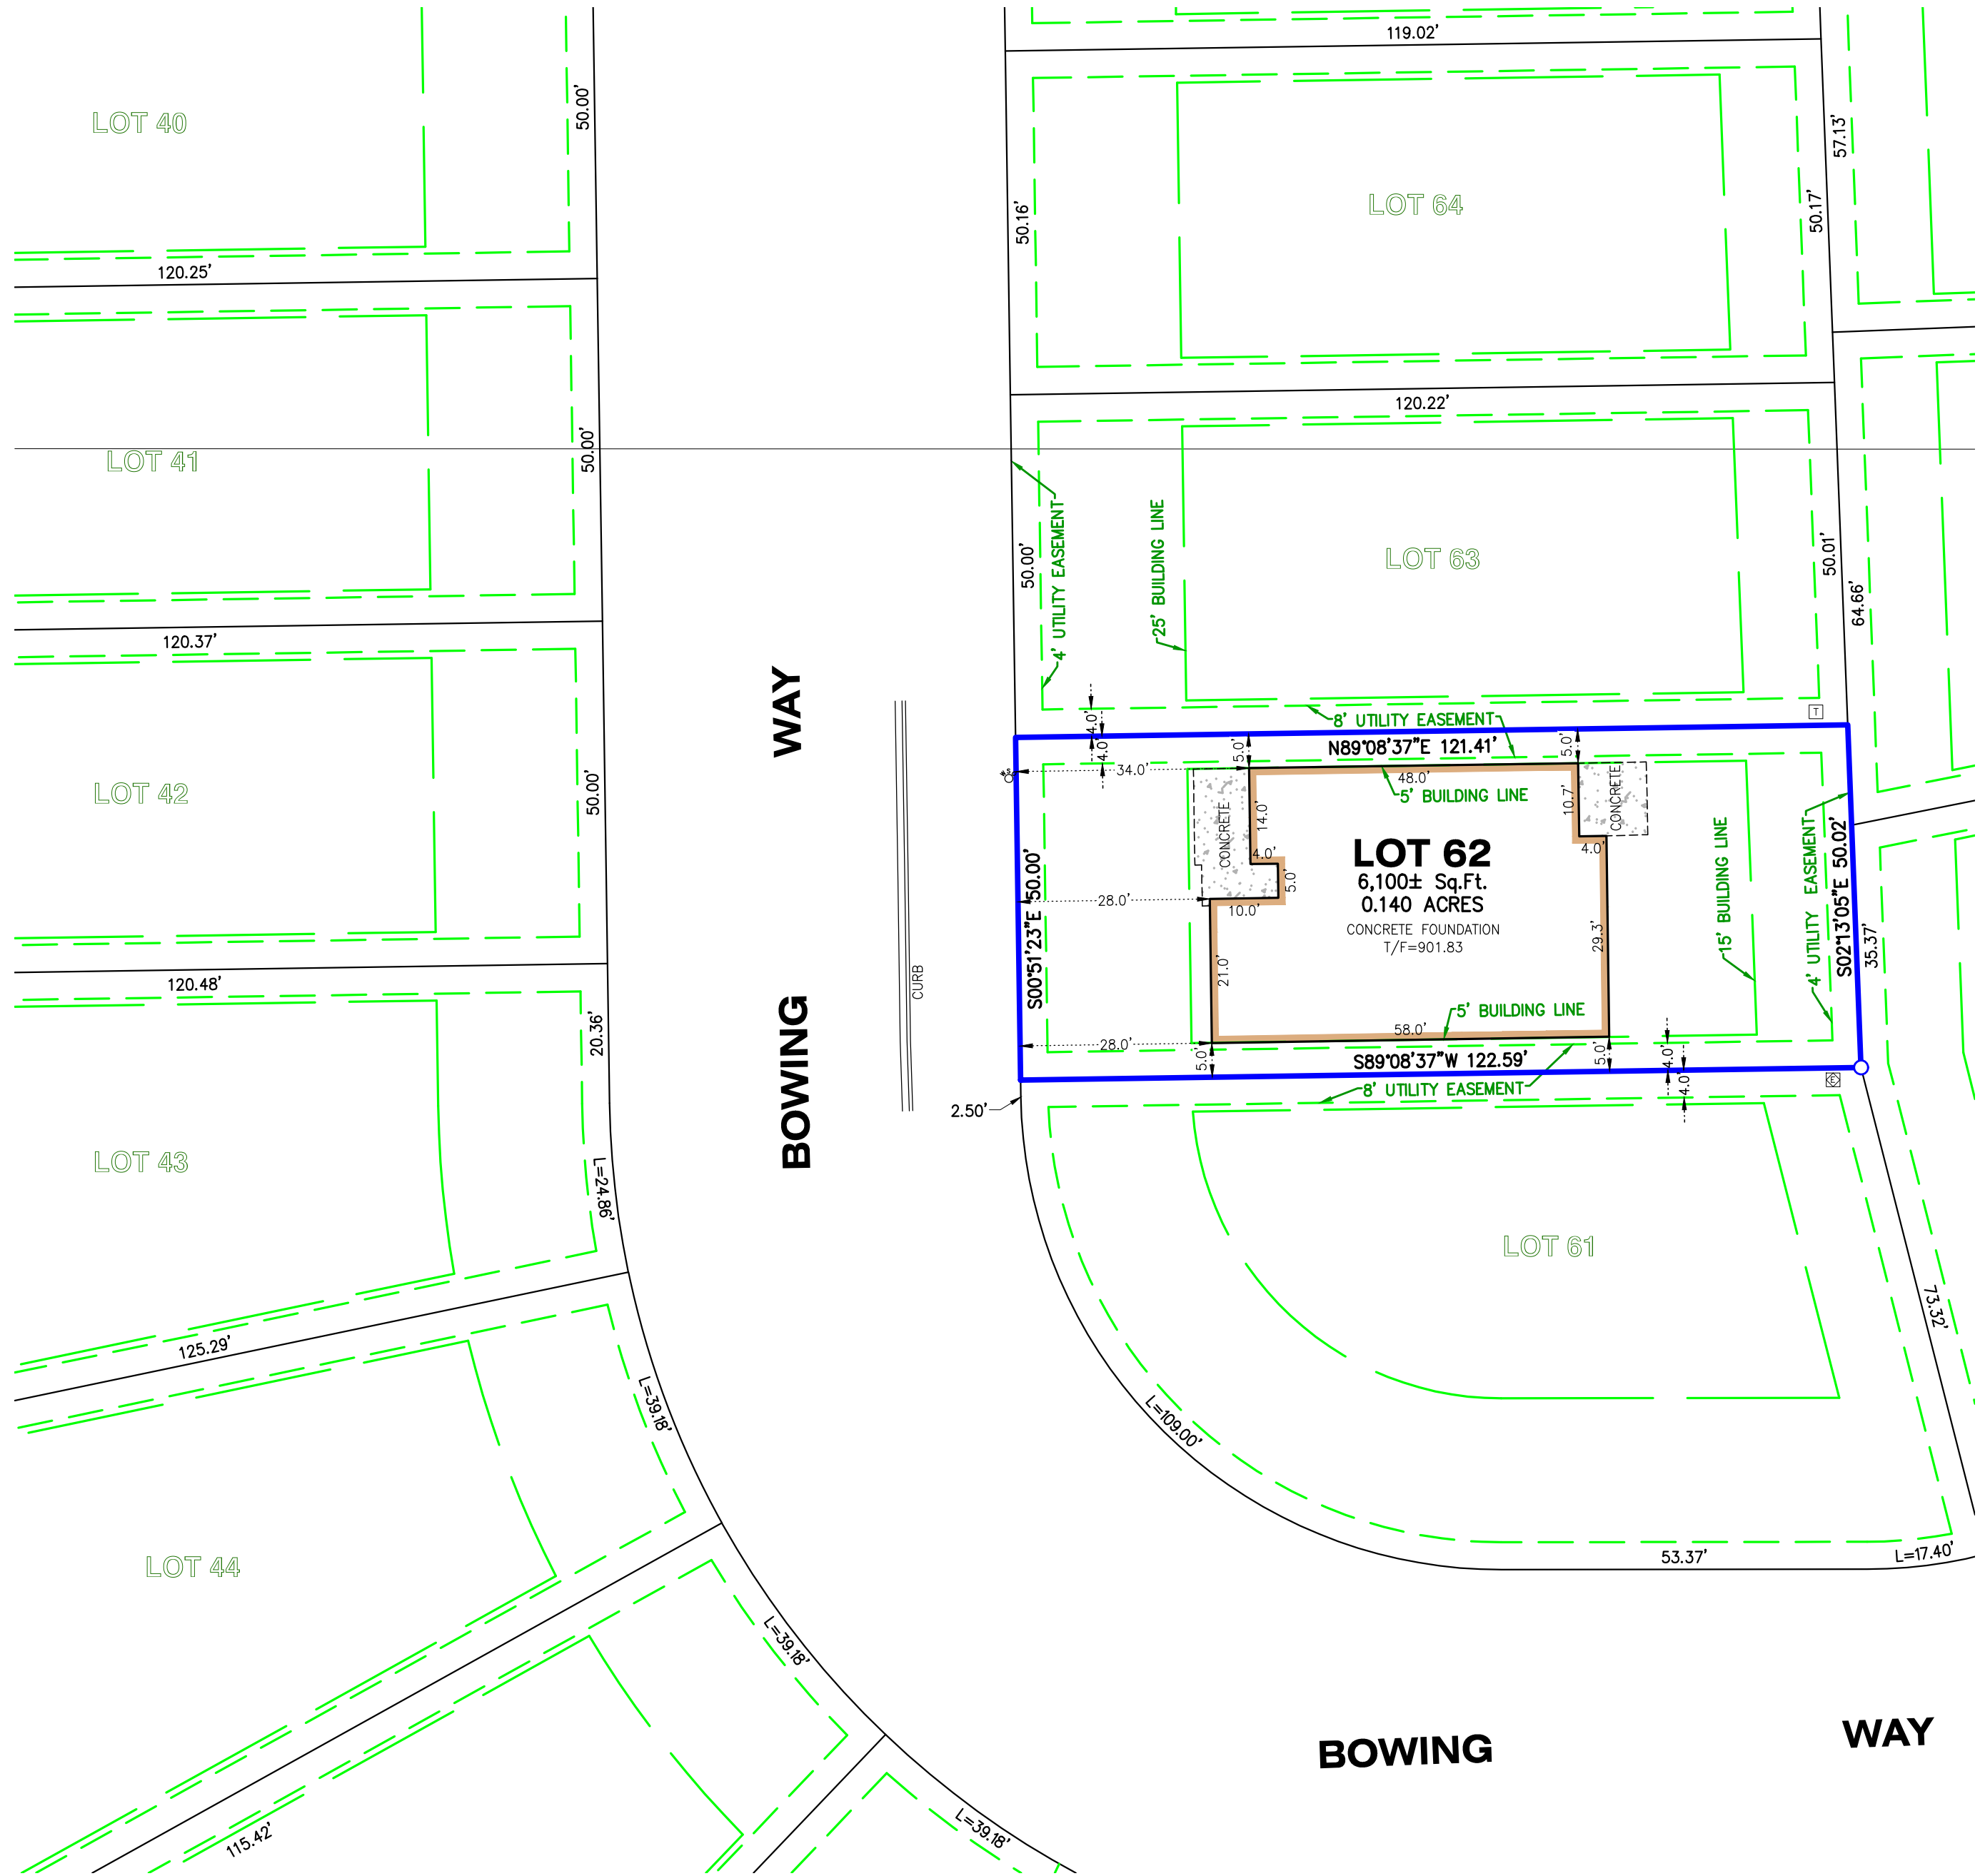 119.02'
50.00'
LOT 40
57.13'
LOT 64
50.16'
50.17'
120.25'
120.22'
50.00'
LOT 41
4' UTILITY EASEMENT
25' BUILDING LINE
50.00'
LOT 63
50.01'
64.66'
120.37'
WAY
4.0'
8' UTILITY EASEMENT
4.0'
5.0'
N89°08'37"E 121.41'
5.0'
34.0'
48.0'
5' BUILDING LINE
LOT 42
50.00'
CONCRETE
14.0'
10.7'
CONCRETE
4.0'
4.0'
LOT 62
6,100± Sq.Ft.
0.140 ACRES
CONCRETE FOUNDATION
T/F=901.83
5.0'
28.0'
10.0'
S00°51'23"E 50.00'
21.0'
29.3'
15' BUILDING LINE
4' UTILITY EASEMENT
S02°13'05"E 50.02'
35.37'
120.48'
CURB
BOWING
20.36'
5' BUILDING LINE
58.0'
28.0'
5.0'
S89°08'37"W 122.59'
5.0'
4.0'
4.0'
T
E
8' UTILITY EASEMENT
2.50'
LOT 43
L=24.86'
LOT 61
73.32'
125.29'
L=39.18'
L=109.00'
LOT 44
53.37'
L=17.40'
L=39.18'
BOWING
WAY
115.42'
L=39.18'